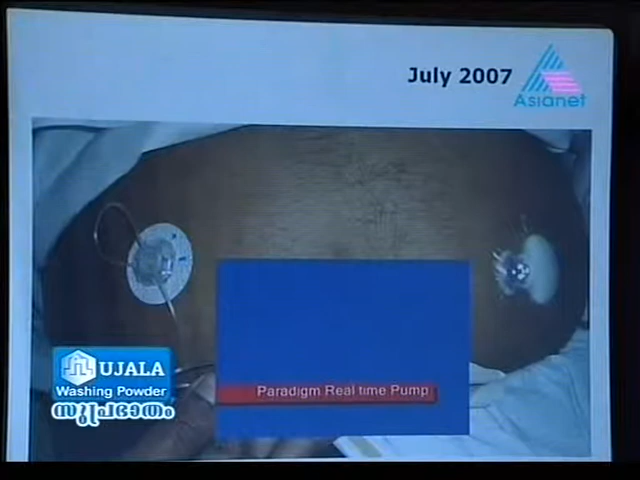 July 2007
Asianet
UJALA
Washing Powder
സുപ്രഭാതം
Paradigm Real time Pump